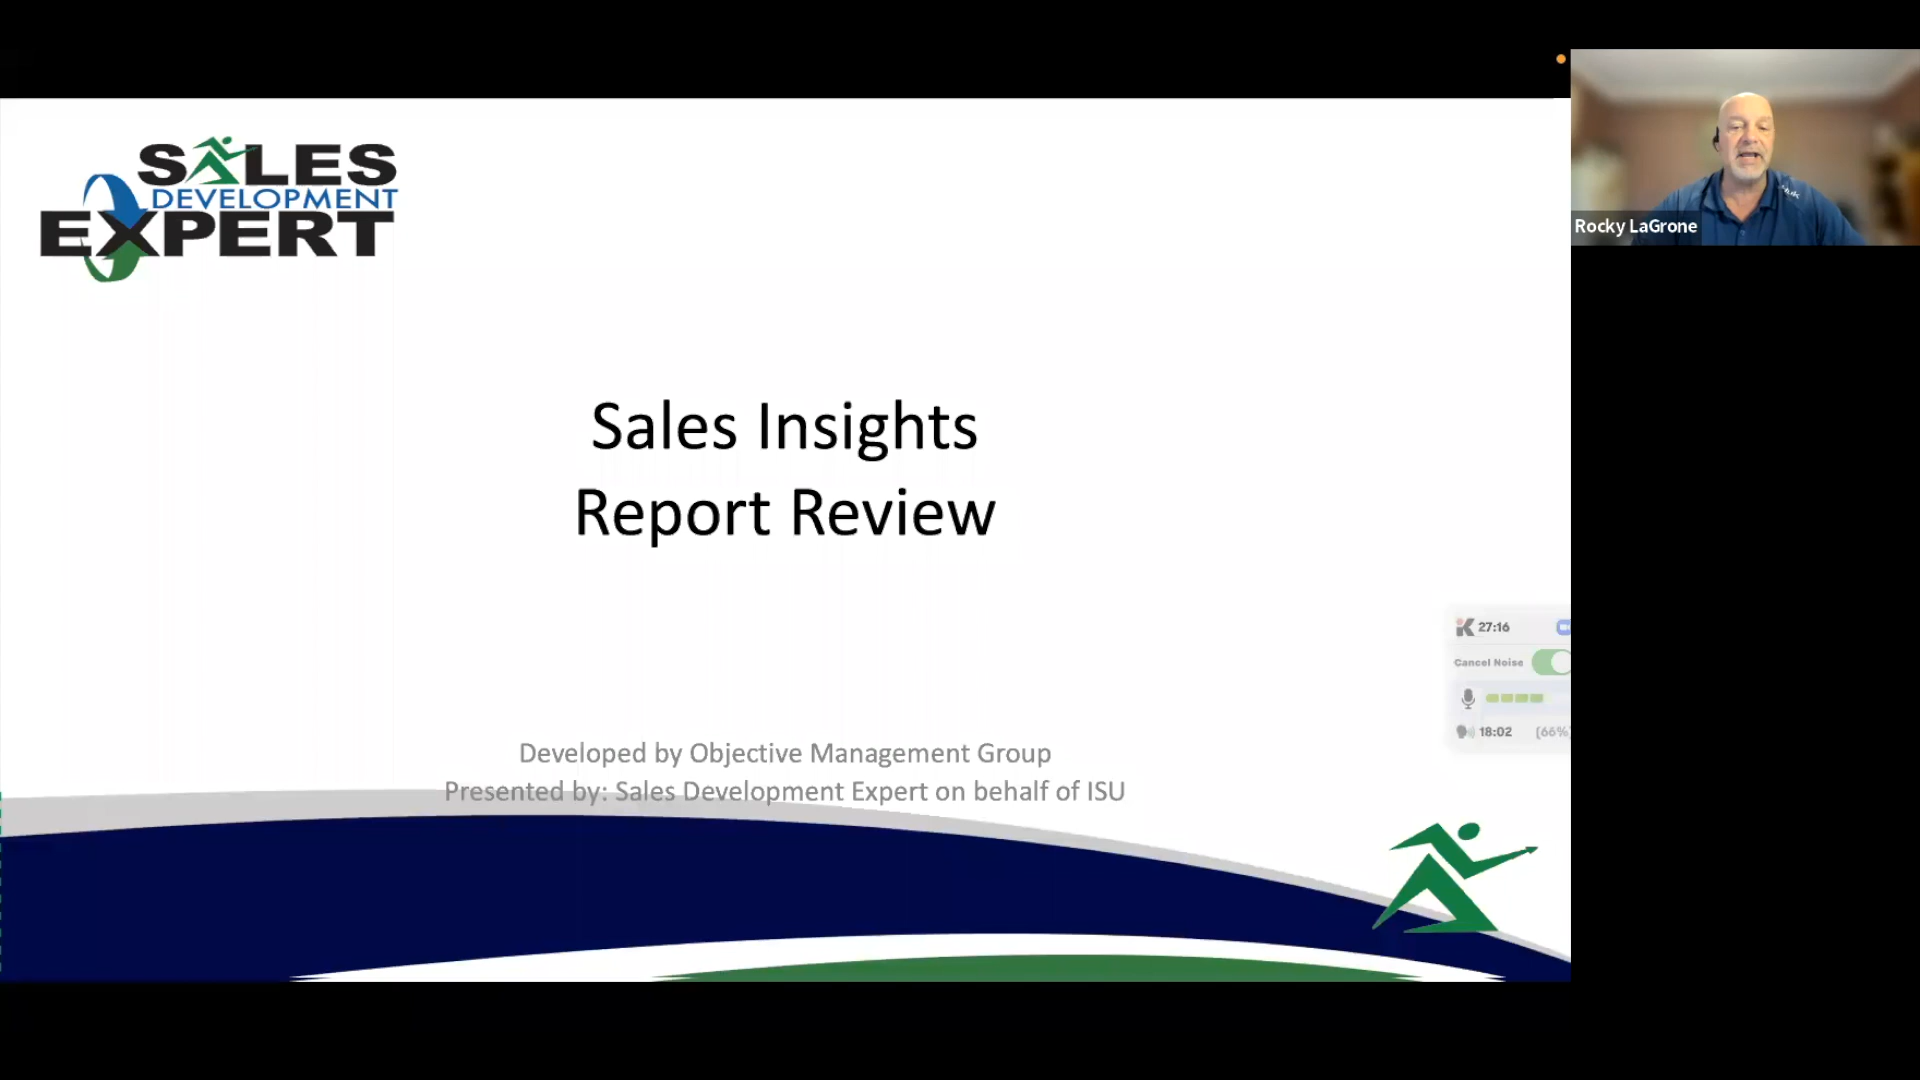 SALES
DEVELOPMENT
EXPERT
Rocky LaGrone
Sales Insights
Report Review
27:16
Cancel Noise
18:02 (66%
Developed by Objective Management Group
Presented by: Sales Development Expert on behalf of ISU